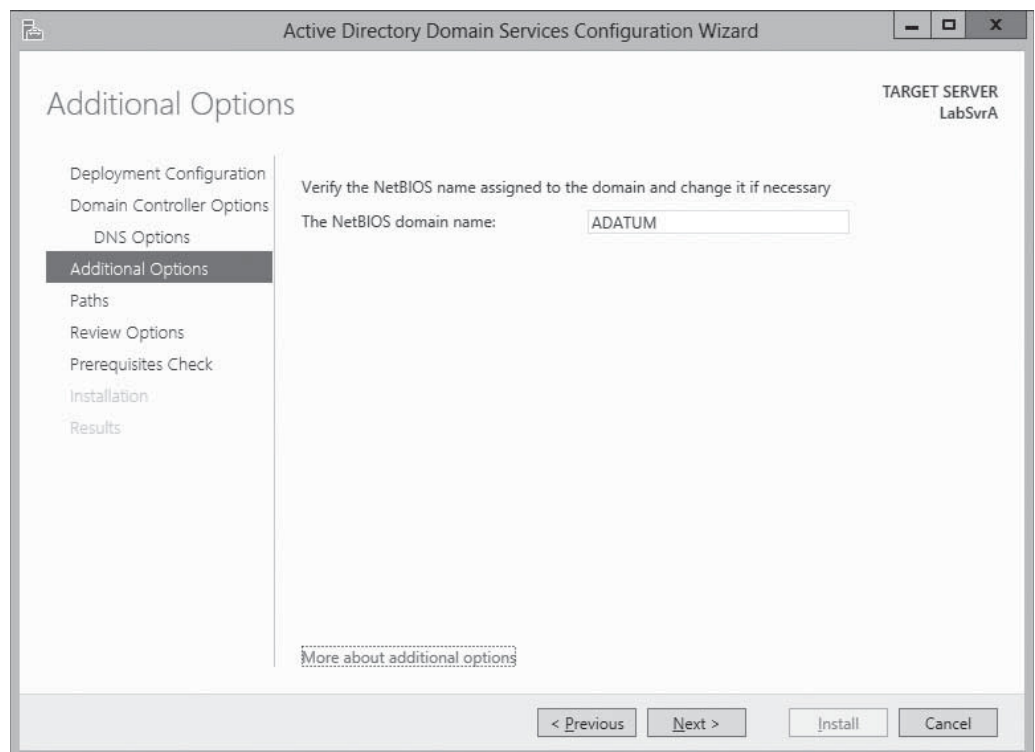 Active Directory Domain Services Configuration Wizard
Additional Options
TARGET SERVER
LabSvrA
Deployment Configuration
Domain Controller Options
DNS Options
Additional Options
Paths
Review Options
Prerequisites Check
Installation
Results
Verify the NetBIOS name assigned to the domain and change it if necessary
The NetBIOS domain name: ADATUM
More about additional options
< Previous Next > Install Cancel